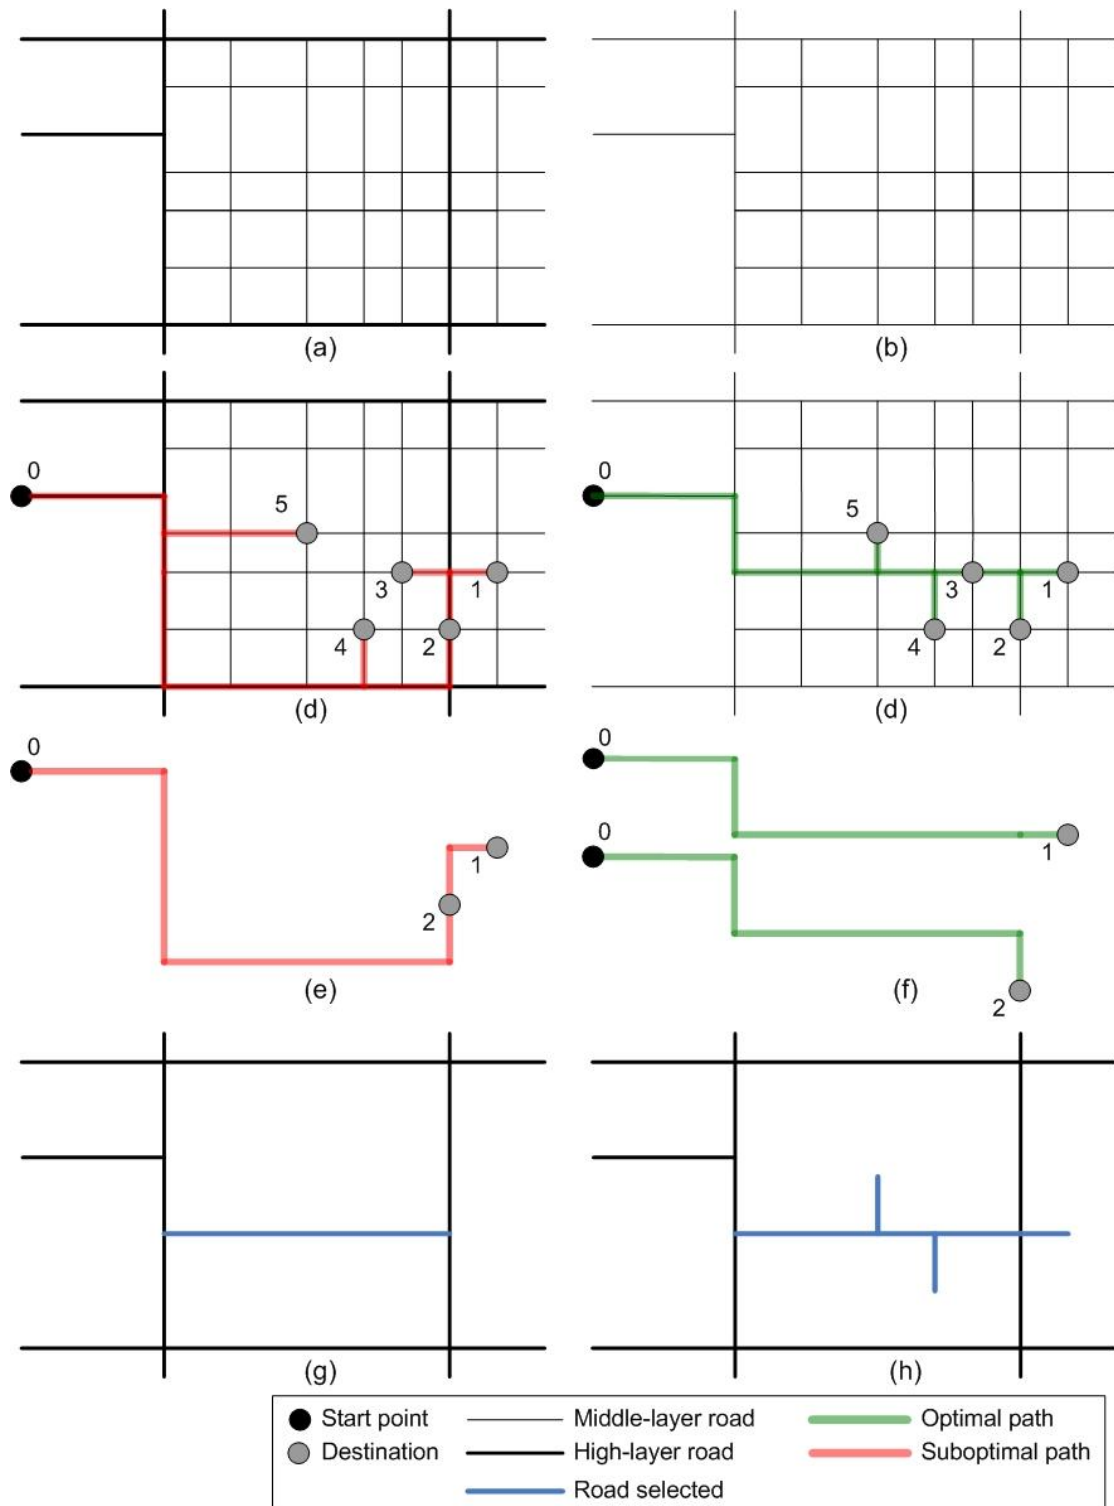 (a) (b)
0 0
5 5
3 1 3 1
4 2 4 2
(d) (d)
0 0
0
1 1
2
(e) (f)
2
(g) (h)
Start point Middle-layer road Optimal path
Destination High-layer road Suboptimal path
Road selected